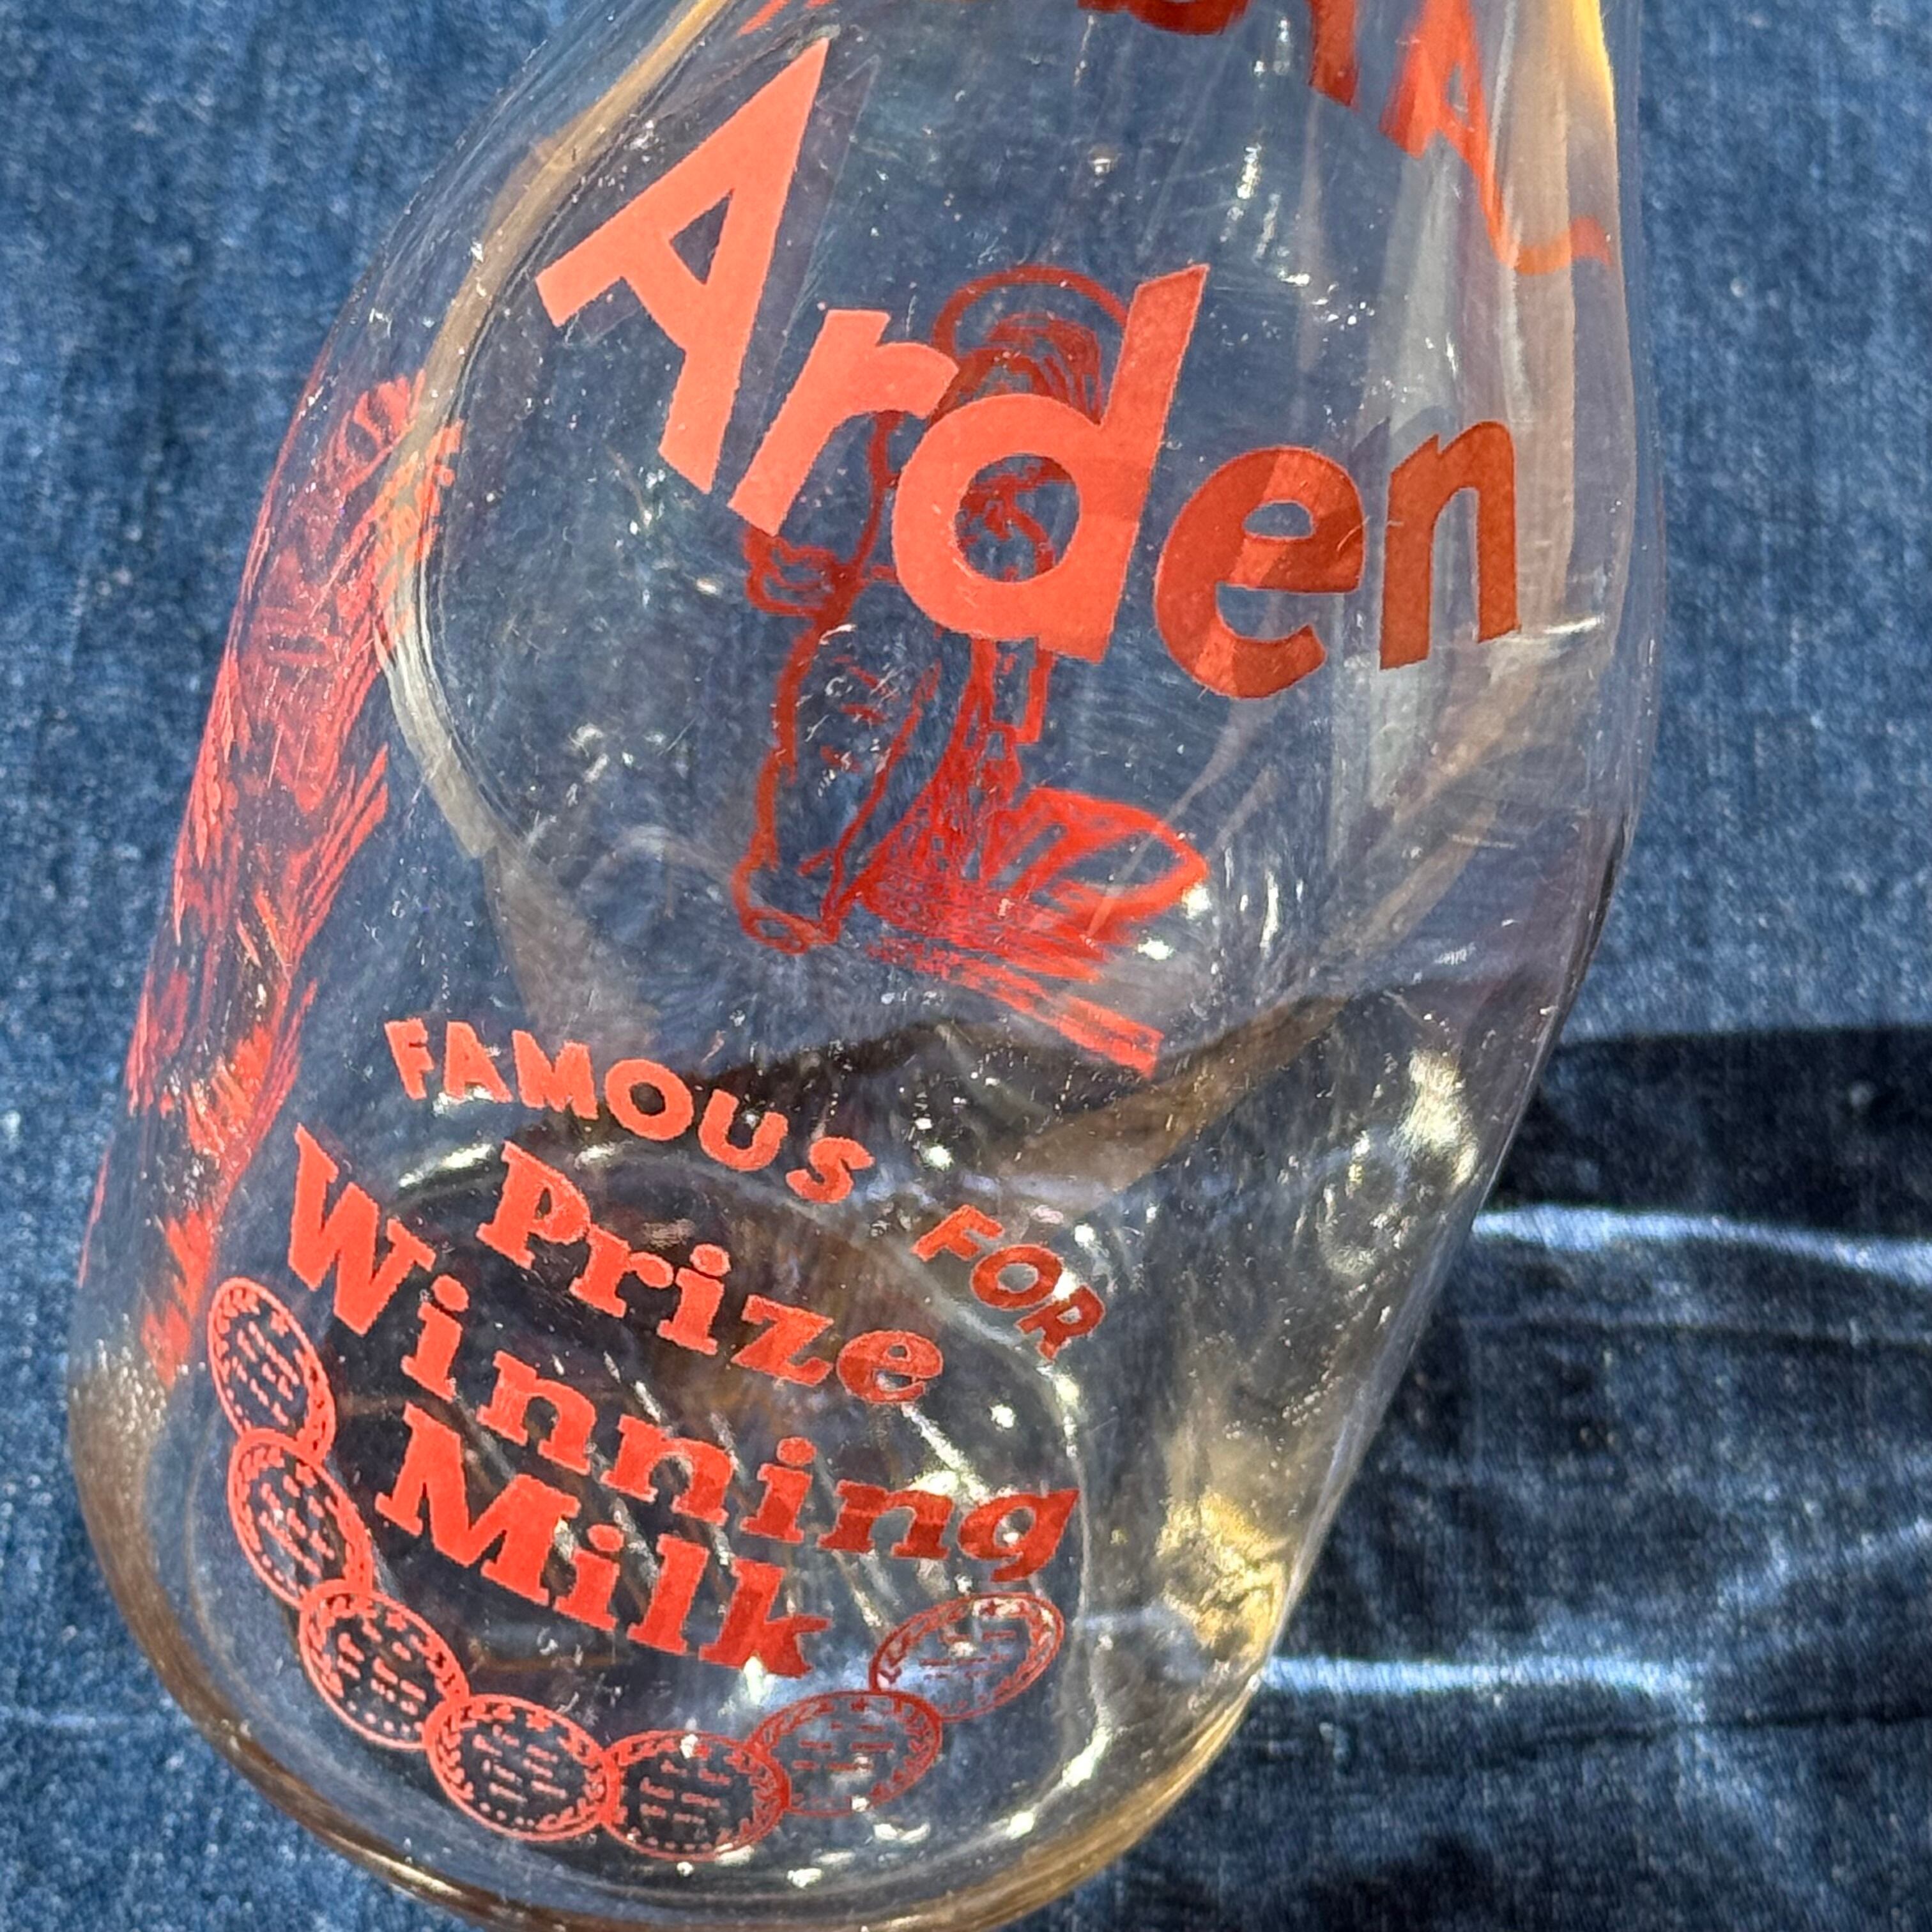 Arden
FAMOUS FOR
Prize
Winning
Milk